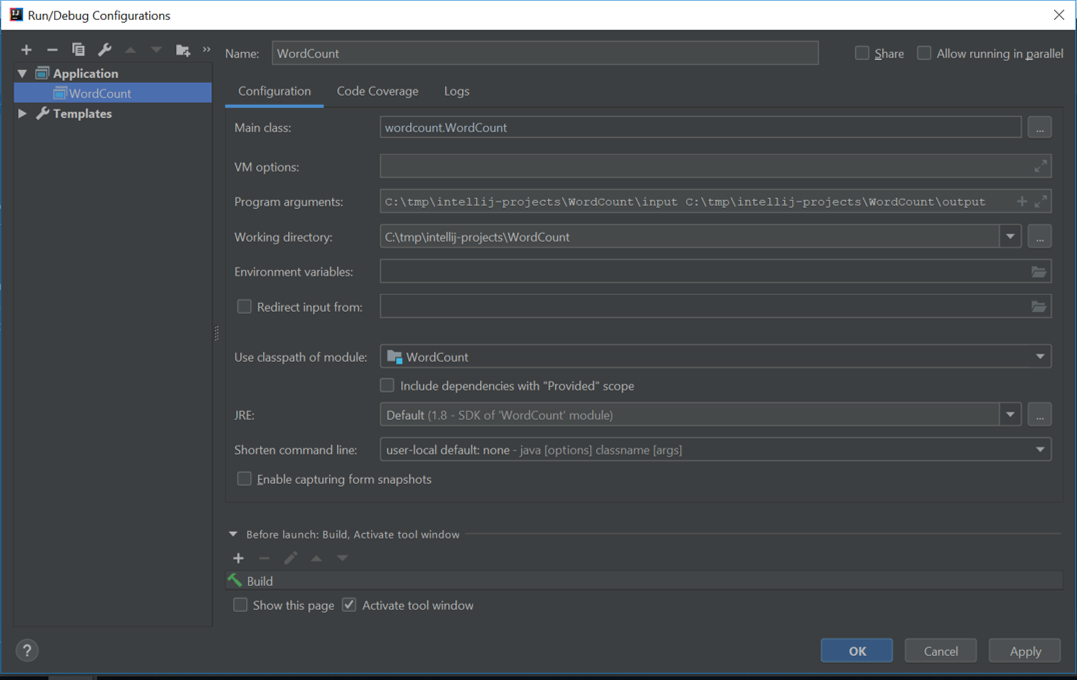 Run/Debug Configurations
Name: WordCount Share Allow running in parallel
Application
WordCount
Templates
Configuration Code Coverage Logs
Main class: wordcount.WordCount ...
VM options:
Program arguments: C:\tmp\intellij-projects\WordCount\input C:\tmp\intellij-projects\WordCount\output
Working directory: C:\tmp\intellij-projects\WordCount ...
Environment variables:
Redirect input from:
Use classpath of module: WordCount
Include dependencies with "Provided" scope
JRE: Default (1.8 - SDK of 'WordCount' module) ...
Shorten command line: user-local default: none - java [options] classname [args]
Enable capturing form snapshots
Before launch: Build, Activate tool window
Build
Show this page Activate tool window
? OK Cancel Apply